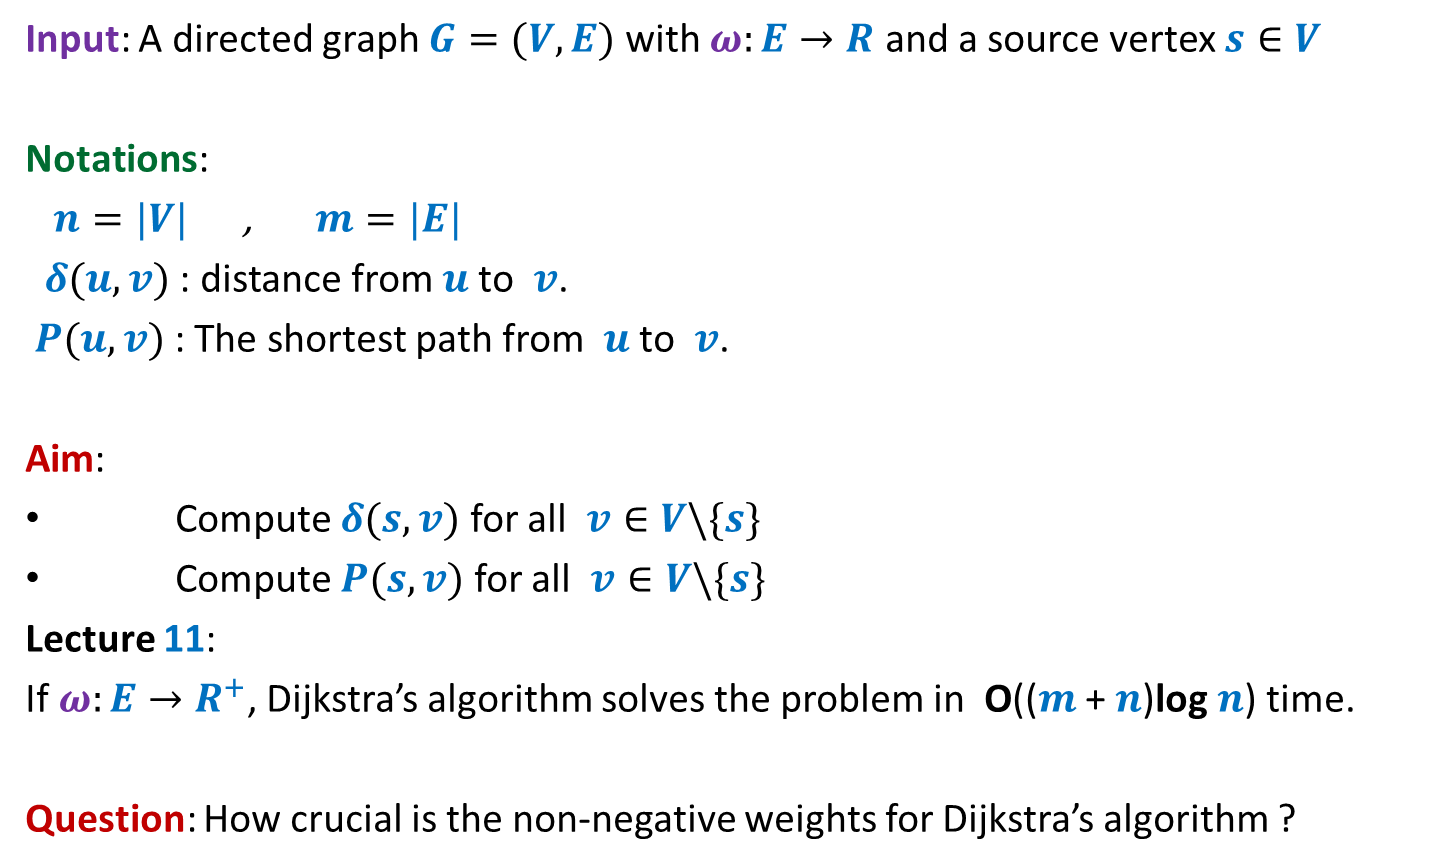 Input: A directed graph G = (V, E) with ω: E → R and a source vertex s ∈ V
Notations:
n = |V| , m = |E|
δ(u, v) : distance from u to v.
P(u, v) : The shortest path from u to v.
Aim:
• Compute δ(s, v) for all v ∈ V\{s}
• Compute P(s, v) for all v ∈ V\{s}
Lecture 11:
If ω: E → R⁺, Dijkstra’s algorithm solves the problem in O((m + n)log n) time.
Question: How crucial is the non-negative weights for Dijkstra’s algorithm ?